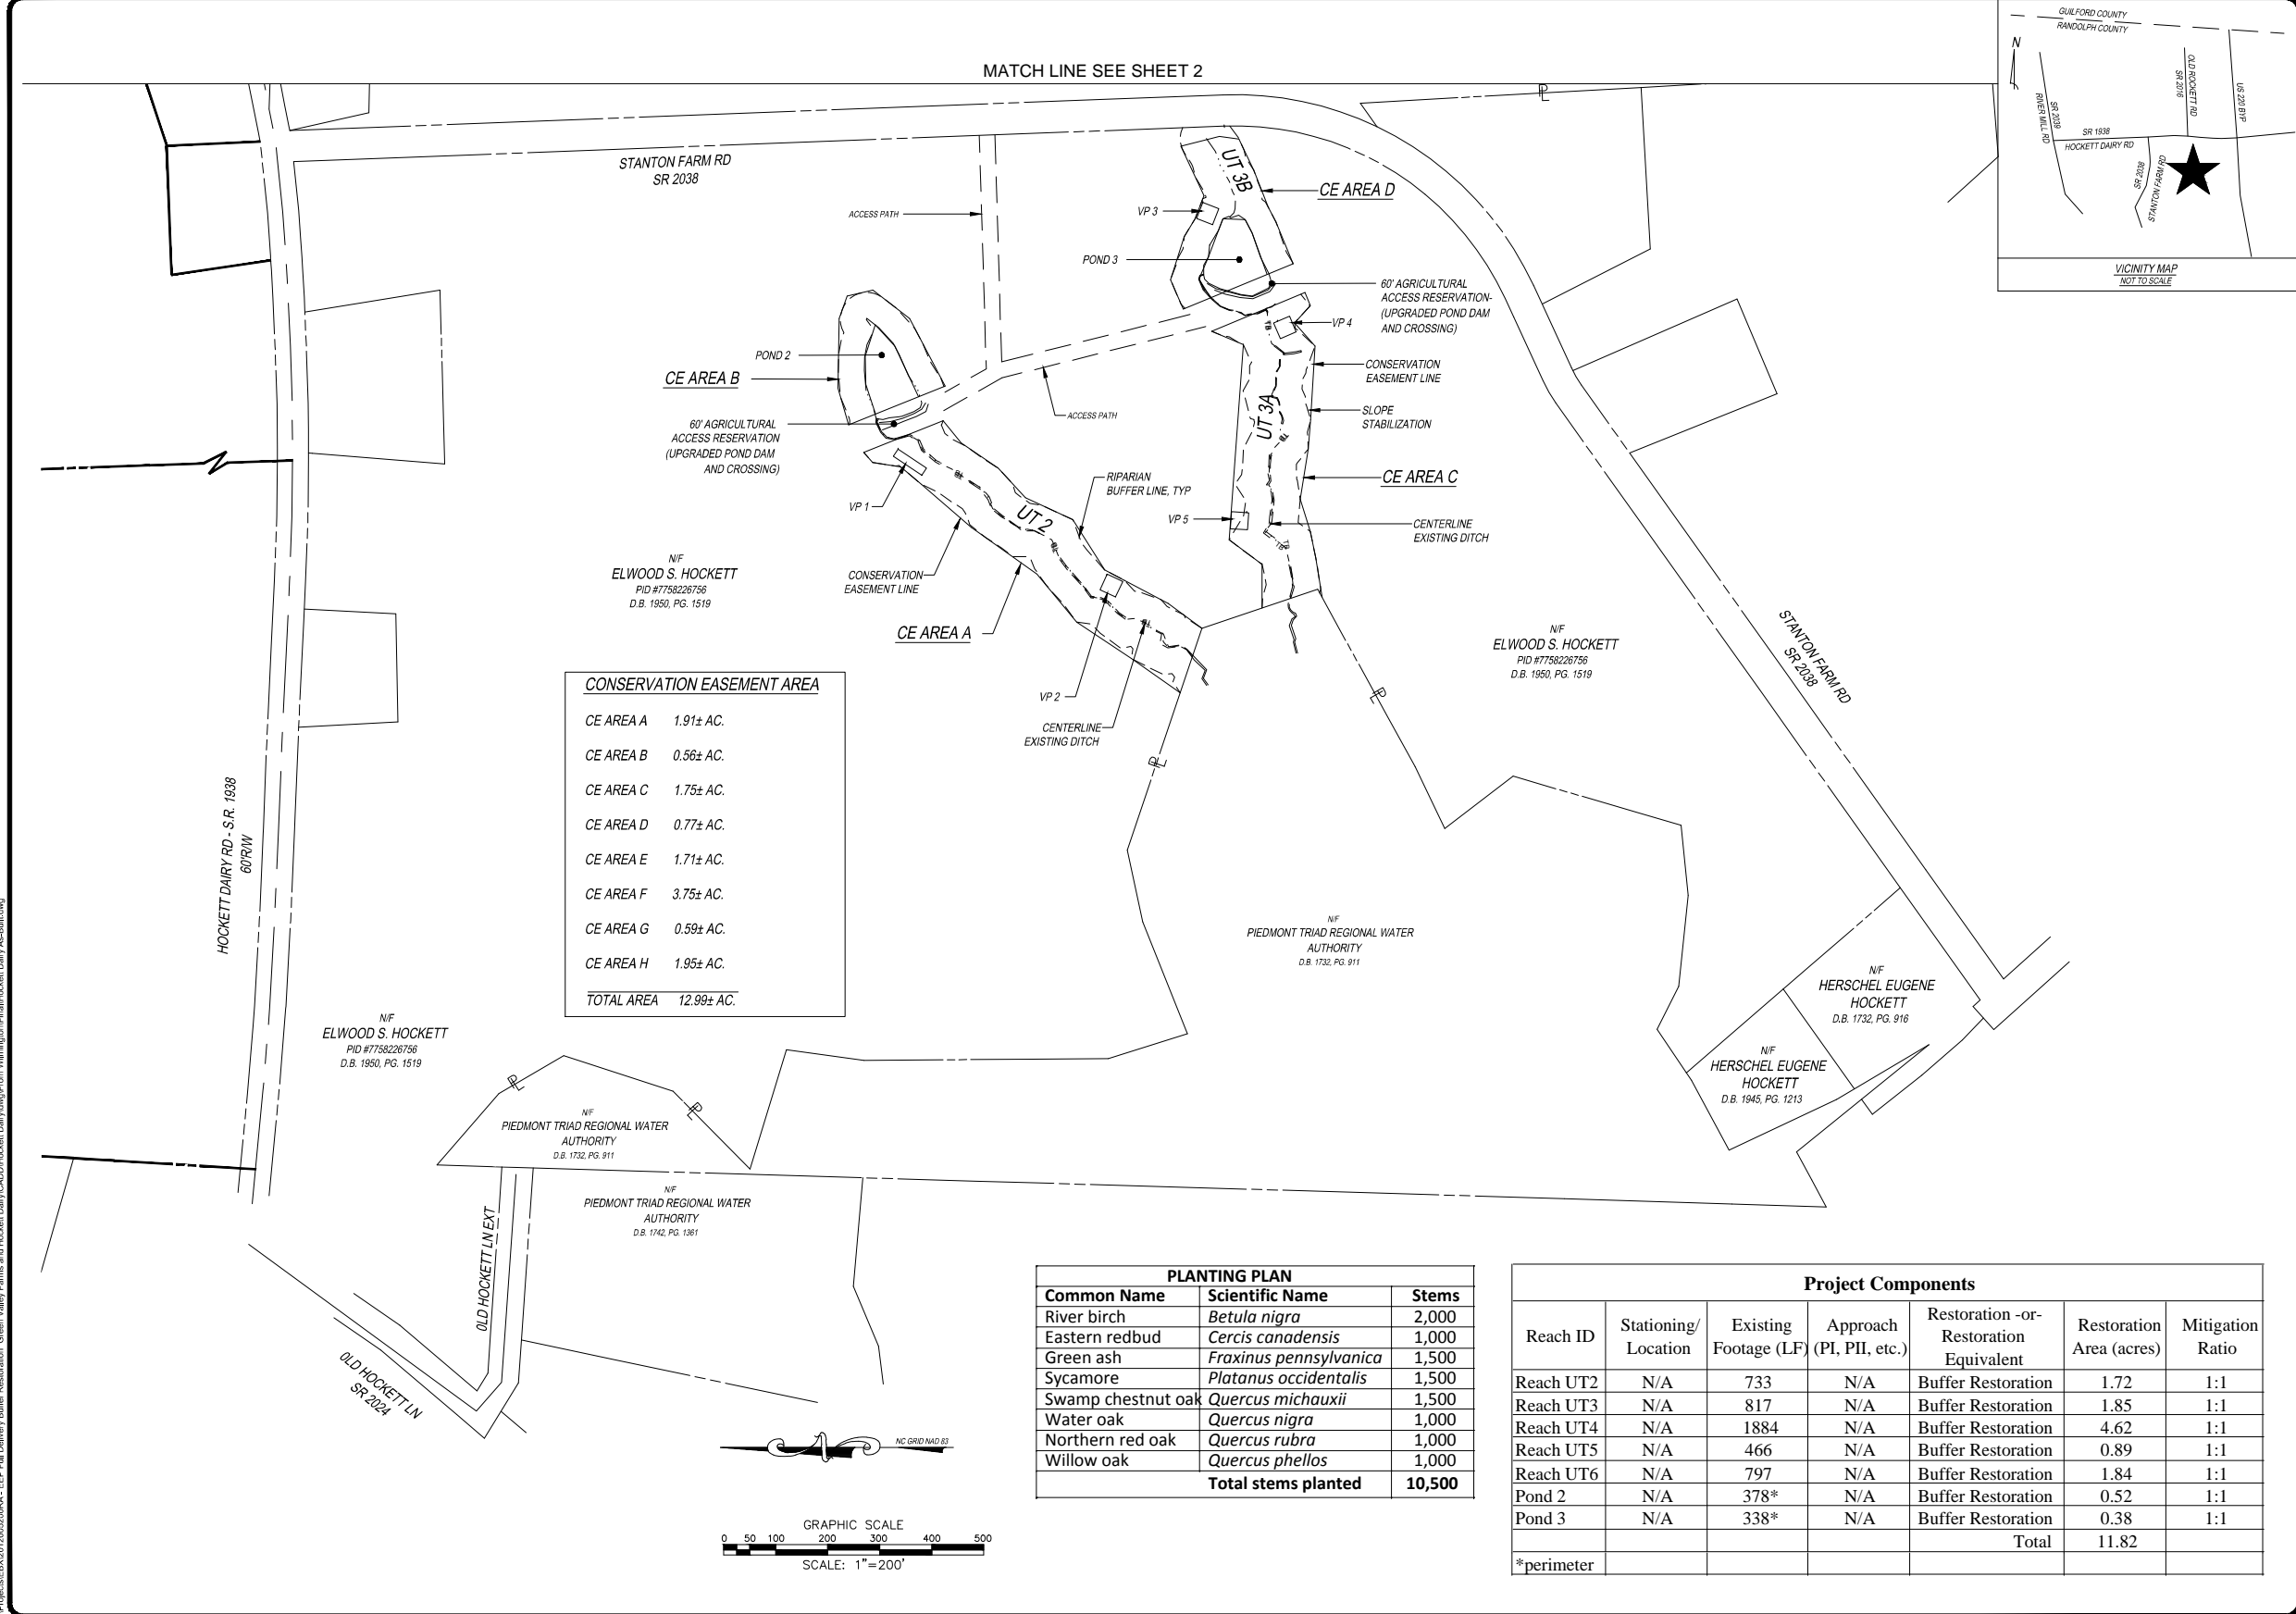 MATCH LINE SEE SHEET 2
GUILFORD COUNTY
RANDOLPH COUNTY
N
SR 2039
RIVER MILL RD
OLD ROCKETT RD
SR 2016
US 220 BYP
SR 1938
HOCKETT DAIRY RD
SR 2038
STANTON FARM RD
VICINITY MAP
NOT TO SCALE
STANTON FARM RD
SR 2038
ACCESS PATH
UT 3B
CE AREA D
VP 3
POND 3
60' AGRICULTURAL
ACCESS RESERVATION-
(UPGRADED POND DAM
AND CROSSING)
VP 4
POND 2
CE AREA B
CONSERVATION
EASEMENT LINE
ACCESS PATH
SLOPE
STABILIZATION
UT 3A
60' AGRICULTURAL
ACCESS RESERVATION
(UPGRADED POND DAM
AND CROSSING)
CE AREA C
RIPARIAN
BUFFER LINE, TYP
VP 1
UT 2
VP 5
CENTERLINE
EXISTING DITCH
TB
TB
TB
TB
PL
N/F
ELWOOD S. HOCKETT
PID #7758226756
D.B. 1950, PG. 1519
CONSERVATION
EASEMENT LINE
CE AREA A
VP 2
CENTERLINE
EXISTING DITCH
N/F
ELWOOD S. HOCKETT
PID #7758226756
D.B. 1950, PG. 1519
STANTON FARM RD
SR 2038
PL
PL
CONSERVATION EASEMENT AREA
CE AREA A 1.91± AC.
CE AREA B 0.56± AC.
CE AREA C 1.75± AC.
CE AREA D 0.77± AC.
CE AREA E 1.71± AC.
CE AREA F 3.75± AC.
CE AREA G 0.59± AC.
CE AREA H 1.95± AC.
TOTAL AREA 12.99± AC.
HOCKETT DAIRY RD - S.R. 1938
60'R/W
N/F
PIEDMONT TRIAD REGIONAL WATER
AUTHORITY
D.B. 1732, PG. 911
N/F
HERSCHEL EUGENE
HOCKETT
D.B. 1732, PG. 916
N/F
HERSCHEL EUGENE
HOCKETT
D.B. 1945, PG. 1213
N/F
ELWOOD S. HOCKETT
PID #7758226756
D.B. 1950, PG. 1519
PL
PL
N/F
PIEDMONT TRIAD REGIONAL WATER
AUTHORITY
D.B. 1732, PG. 911
N/F
PIEDMONT TRIAD REGIONAL WATER
AUTHORITY
D.B. 1742, PG. 1361
OLD HOCKETT LN EXT
OLD HOCKETT LN
SR 2024
NC GRID NAD 83
GRAPHIC SCALE
0 50 100 200 300 400 500
SCALE: 1"=200'
PLANTING PLAN
Common Name Scientific Name Stems
River birch Betula nigra 2,000
Eastern redbud Cercis canadensis 1,000
Green ash Fraxinus pennsylvanica 1,500
Sycamore Platanus occidentalis 1,500
Swamp chestnut oak Quercus michauxii 1,500
Water oak Quercus nigra 1,000
Northern red oak Quercus rubra 1,000
Willow oak Quercus phellos 1,000
Total stems planted 10,500
Project Components
Reach ID Stationing/ Location Existing Footage (LF) Approach (PI, PII, etc.) Restoration -or- Restoration Equivalent Restoration Area (acres) Mitigation Ratio
Reach UT2 N/A 733 N/A Buffer Restoration 1.72 1:1
Reach UT3 N/A 817 N/A Buffer Restoration 1.85 1:1
Reach UT4 N/A 1884 N/A Buffer Restoration 4.62 1:1
Reach UT5 N/A 466 N/A Buffer Restoration 0.89 1:1
Reach UT6 N/A 797 N/A Buffer Restoration 1.84 1:1
Pond 2 N/A 378* N/A Buffer Restoration 0.52 1:1
Pond 3 N/A 338* N/A Buffer Restoration 0.38 1:1
Total 11.82
*perimeter